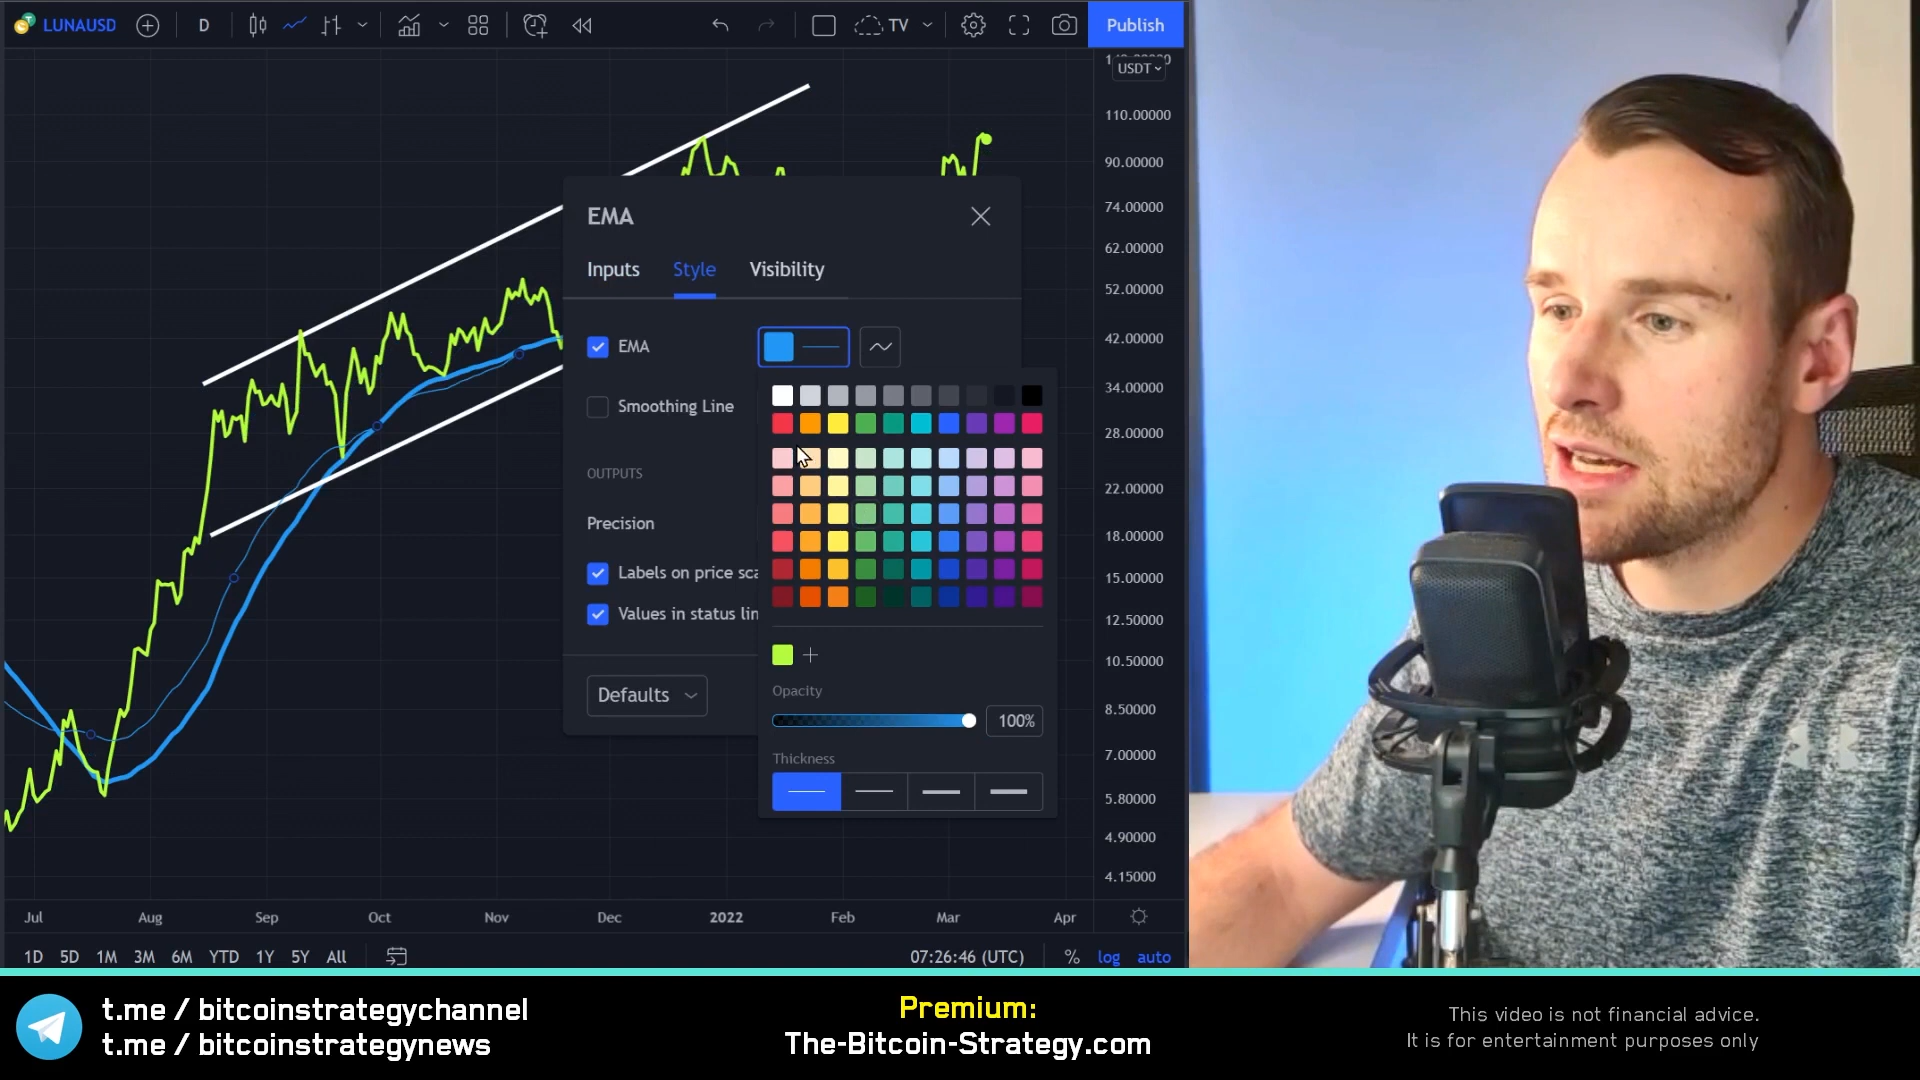 LUNAUSD
D
TV
Publish
USDT
110.00000
90.00000
74.00000
62.00000
52.00000
42.00000
34.00000
28.00000
22.00000
18.00000
15.00000
12.50000
10.50000
8.50000
7.00000
5.80000
4.90000
4.15000
EMA
Inputs Style Visibility
EMA
Smoothing Line
OUTPUTS
Precision
Labels on price sca
Values in status lin
Defaults
Opacity
100%
Thickness
Jul Aug Sep Oct Nov Dec 2022 Feb Mar Apr
1D 5D 1M 3M 6M YTD 1Y 5Y All
07:26:46 (UTC) % log auto
t.me / bitcoinstrategychannel
t.me / bitcoinstrategynews
Premium:
The-Bitcoin-Strategy.com
This video is not financial advice.
It is for entertainment purposes only